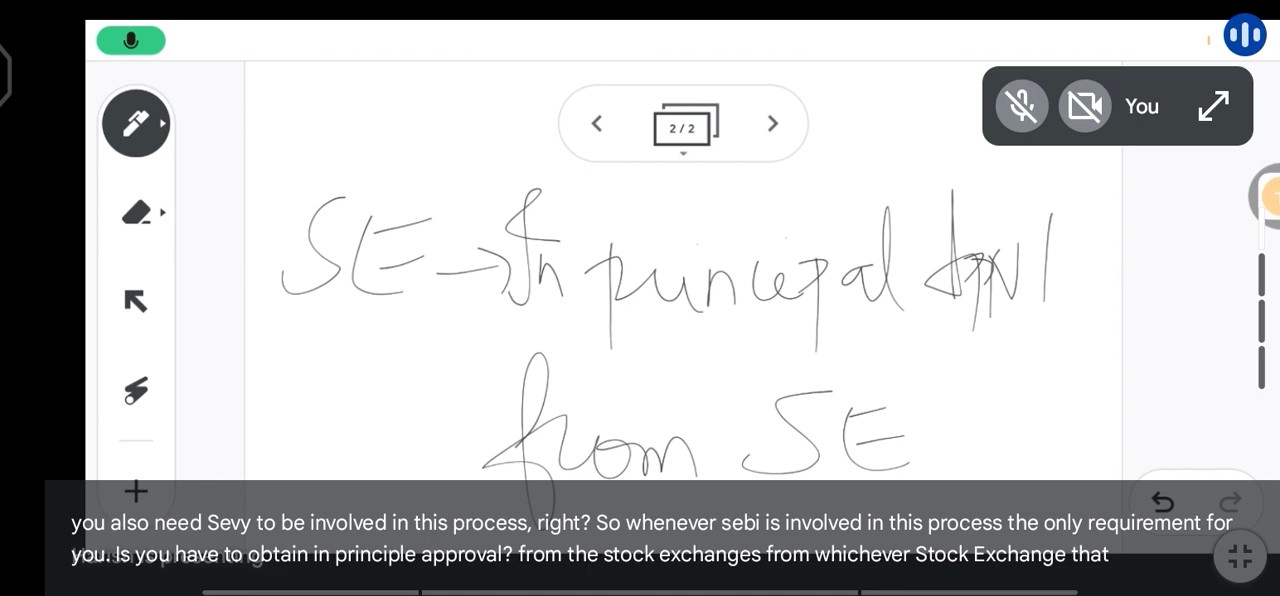 2 / 2
You
SE → In principal
from SE
you also need Sevy to be involved in this process, right? So whenever sebi is involved in this process the only requirement for
you. Is you have to obtain in principle approval? from the stock exchanges from whichever Stock Exchange that